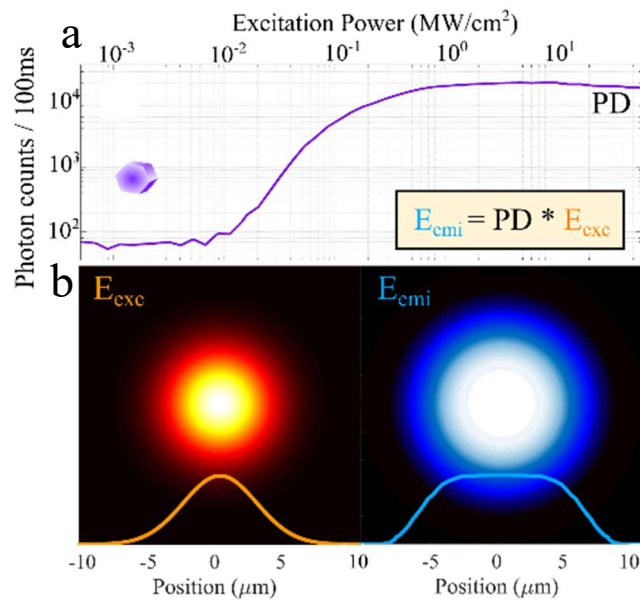 a
Excitation Power (MW/cm²)
10⁻³ 10⁻² 10⁻¹ 10⁰ 10¹
Photon counts / 100ms
10⁴
10³
10²
PD
E_emi = PD * E_exc
b
E_exc
E_emi
-10 -5 0 5 10 -5 0 5 10
Position (μm) Position (μm)